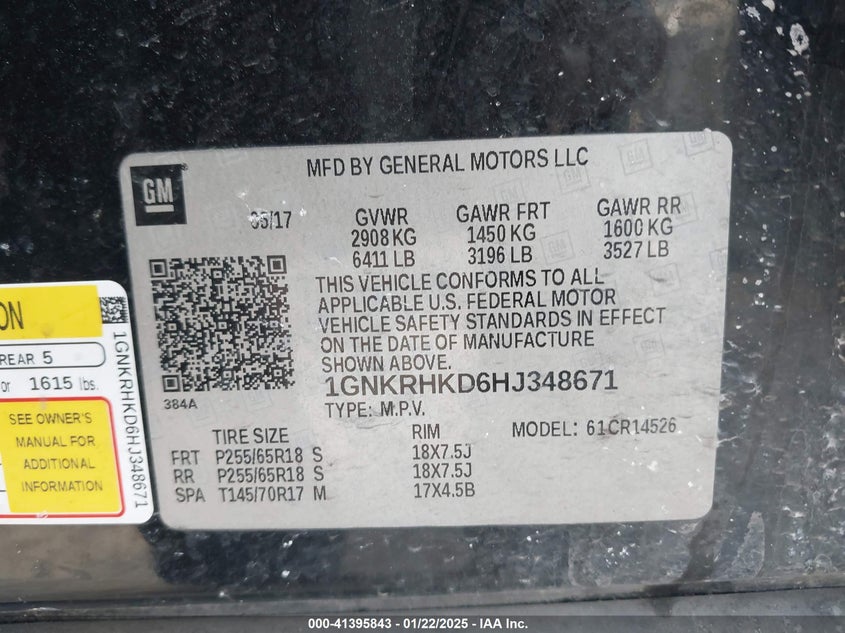 MFD BY GENERAL MOTORS LLC
GM
05/17
GVWR GAWR FRT GAWR RR
2908 KG 1450 KG 1600 KG
6411 LB 3196 LB 3527 LB
THIS VEHICLE CONFORMS TO ALL
APPLICABLE U.S. FEDERAL MOTOR
VEHICLE SAFETY STANDARDS IN EFFECT
ON THE DATE OF MANUFACTURE
SHOWN ABOVE.
1GNKRHKD6HJ348671
384A
TYPE: M.P.V.
TIRE SIZE RIM MODEL: 61CR14526
FRT P255/65R18 S 18X7.5J
RR P255/65R18 S 18X7.5J
SPA T145/70R17 M 17X4.5B
REAR 5
or 1615 lbs.
SEE OWNER'S
MANUAL FOR
ADDITIONAL
INFORMATION
1GNKRHKD6HJ348671
000-41395843 - 01/22/2025 - IAA Inc.